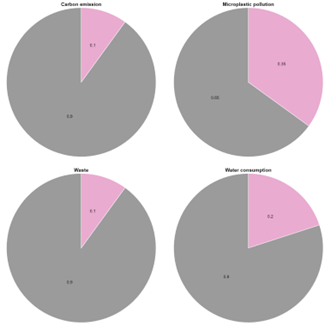 Carbon emission
Microplastic pollution
0.1
0.35
0.65
0.9
Waste
Water consumption
0.1
0.2
0.9
0.8